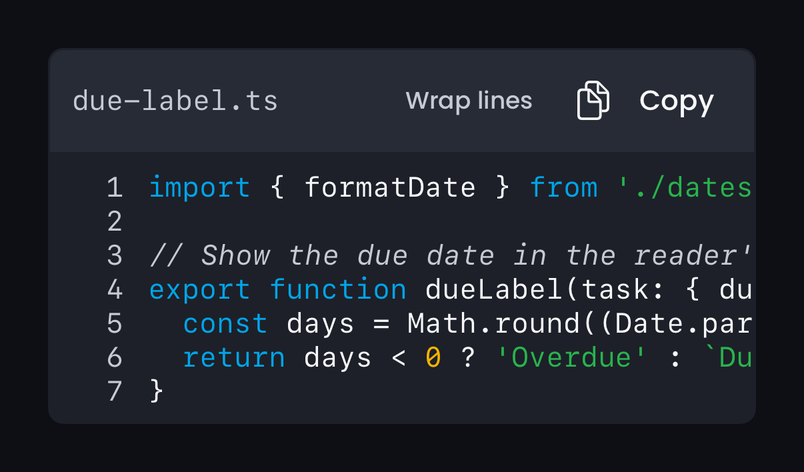 due-label.ts
Wrap lines
Copy
1 import { formatDate } from './dates
2
3 // Show the due date in the reader'
4 export function dueLabel(task: { du
5   const days = Math.round((Date.par
6   return days < 0 ? 'Overdue' : `Du
7 }